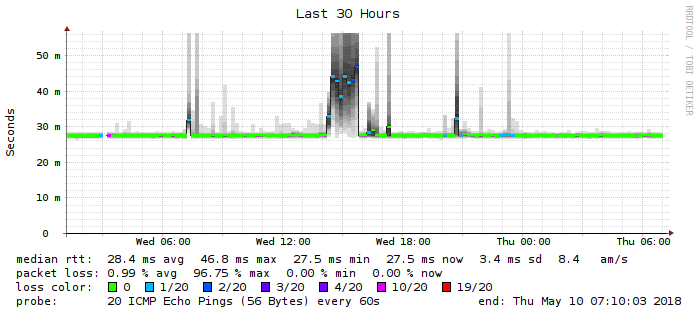 Last 30 Hours
RRDTOOL / TOBI OETIKER
Seconds
50 m
40 m
30 m
20 m
10 m
0
Wed 06:00 Wed 12:00 Wed 18:00 Thu 00:00 Thu 06:00
median rtt: 28.4 ms avg 46.8 ms max 27.5 ms min 27.5 ms now 3.4 ms sd 8.4 am/s
packet loss: 0.99 % avg 96.75 % max 0.00 % min 0.00 % now
loss color: 0 1/20 2/20 3/20 4/20 10/20 19/20
probe: 20 ICMP Echo Pings (56 Bytes) every 60s end: Thu May 10 07:10:03 2018